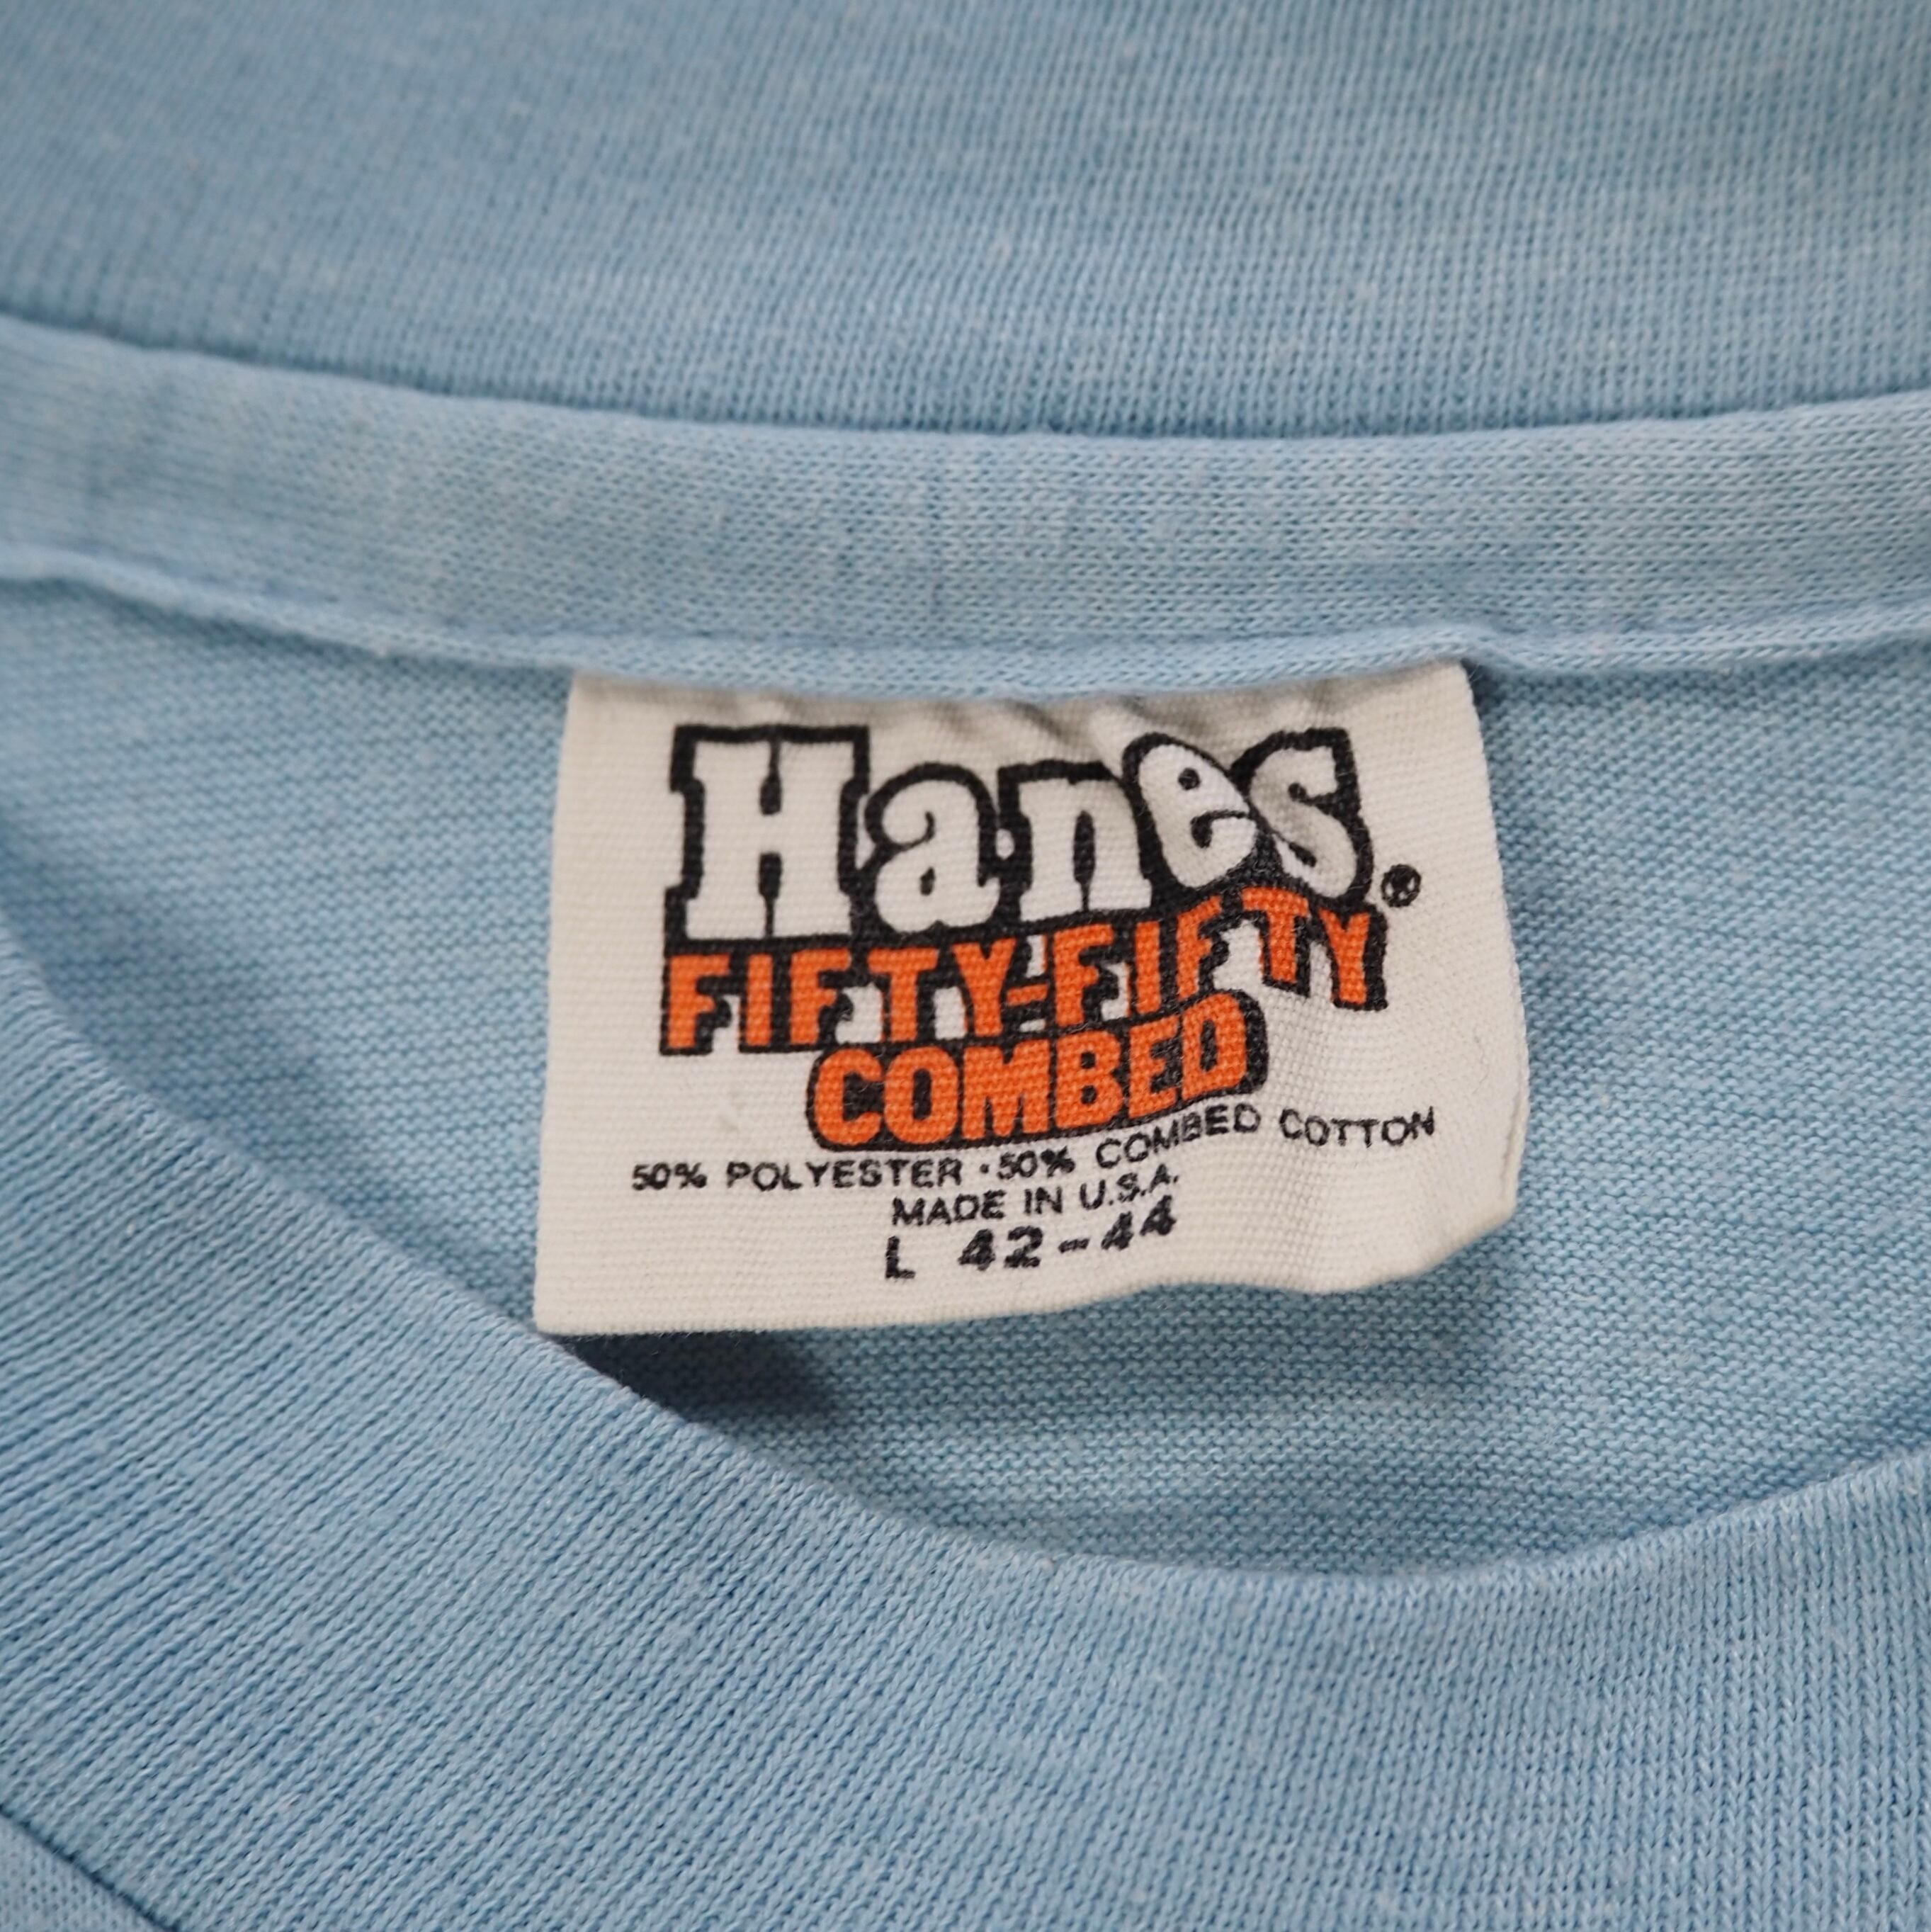 Hanes®
FIFTY-FIFTY
COMBED
50% POLYESTER · 50% COMBED COTTON
MADE IN U.S.A.
L 42-44